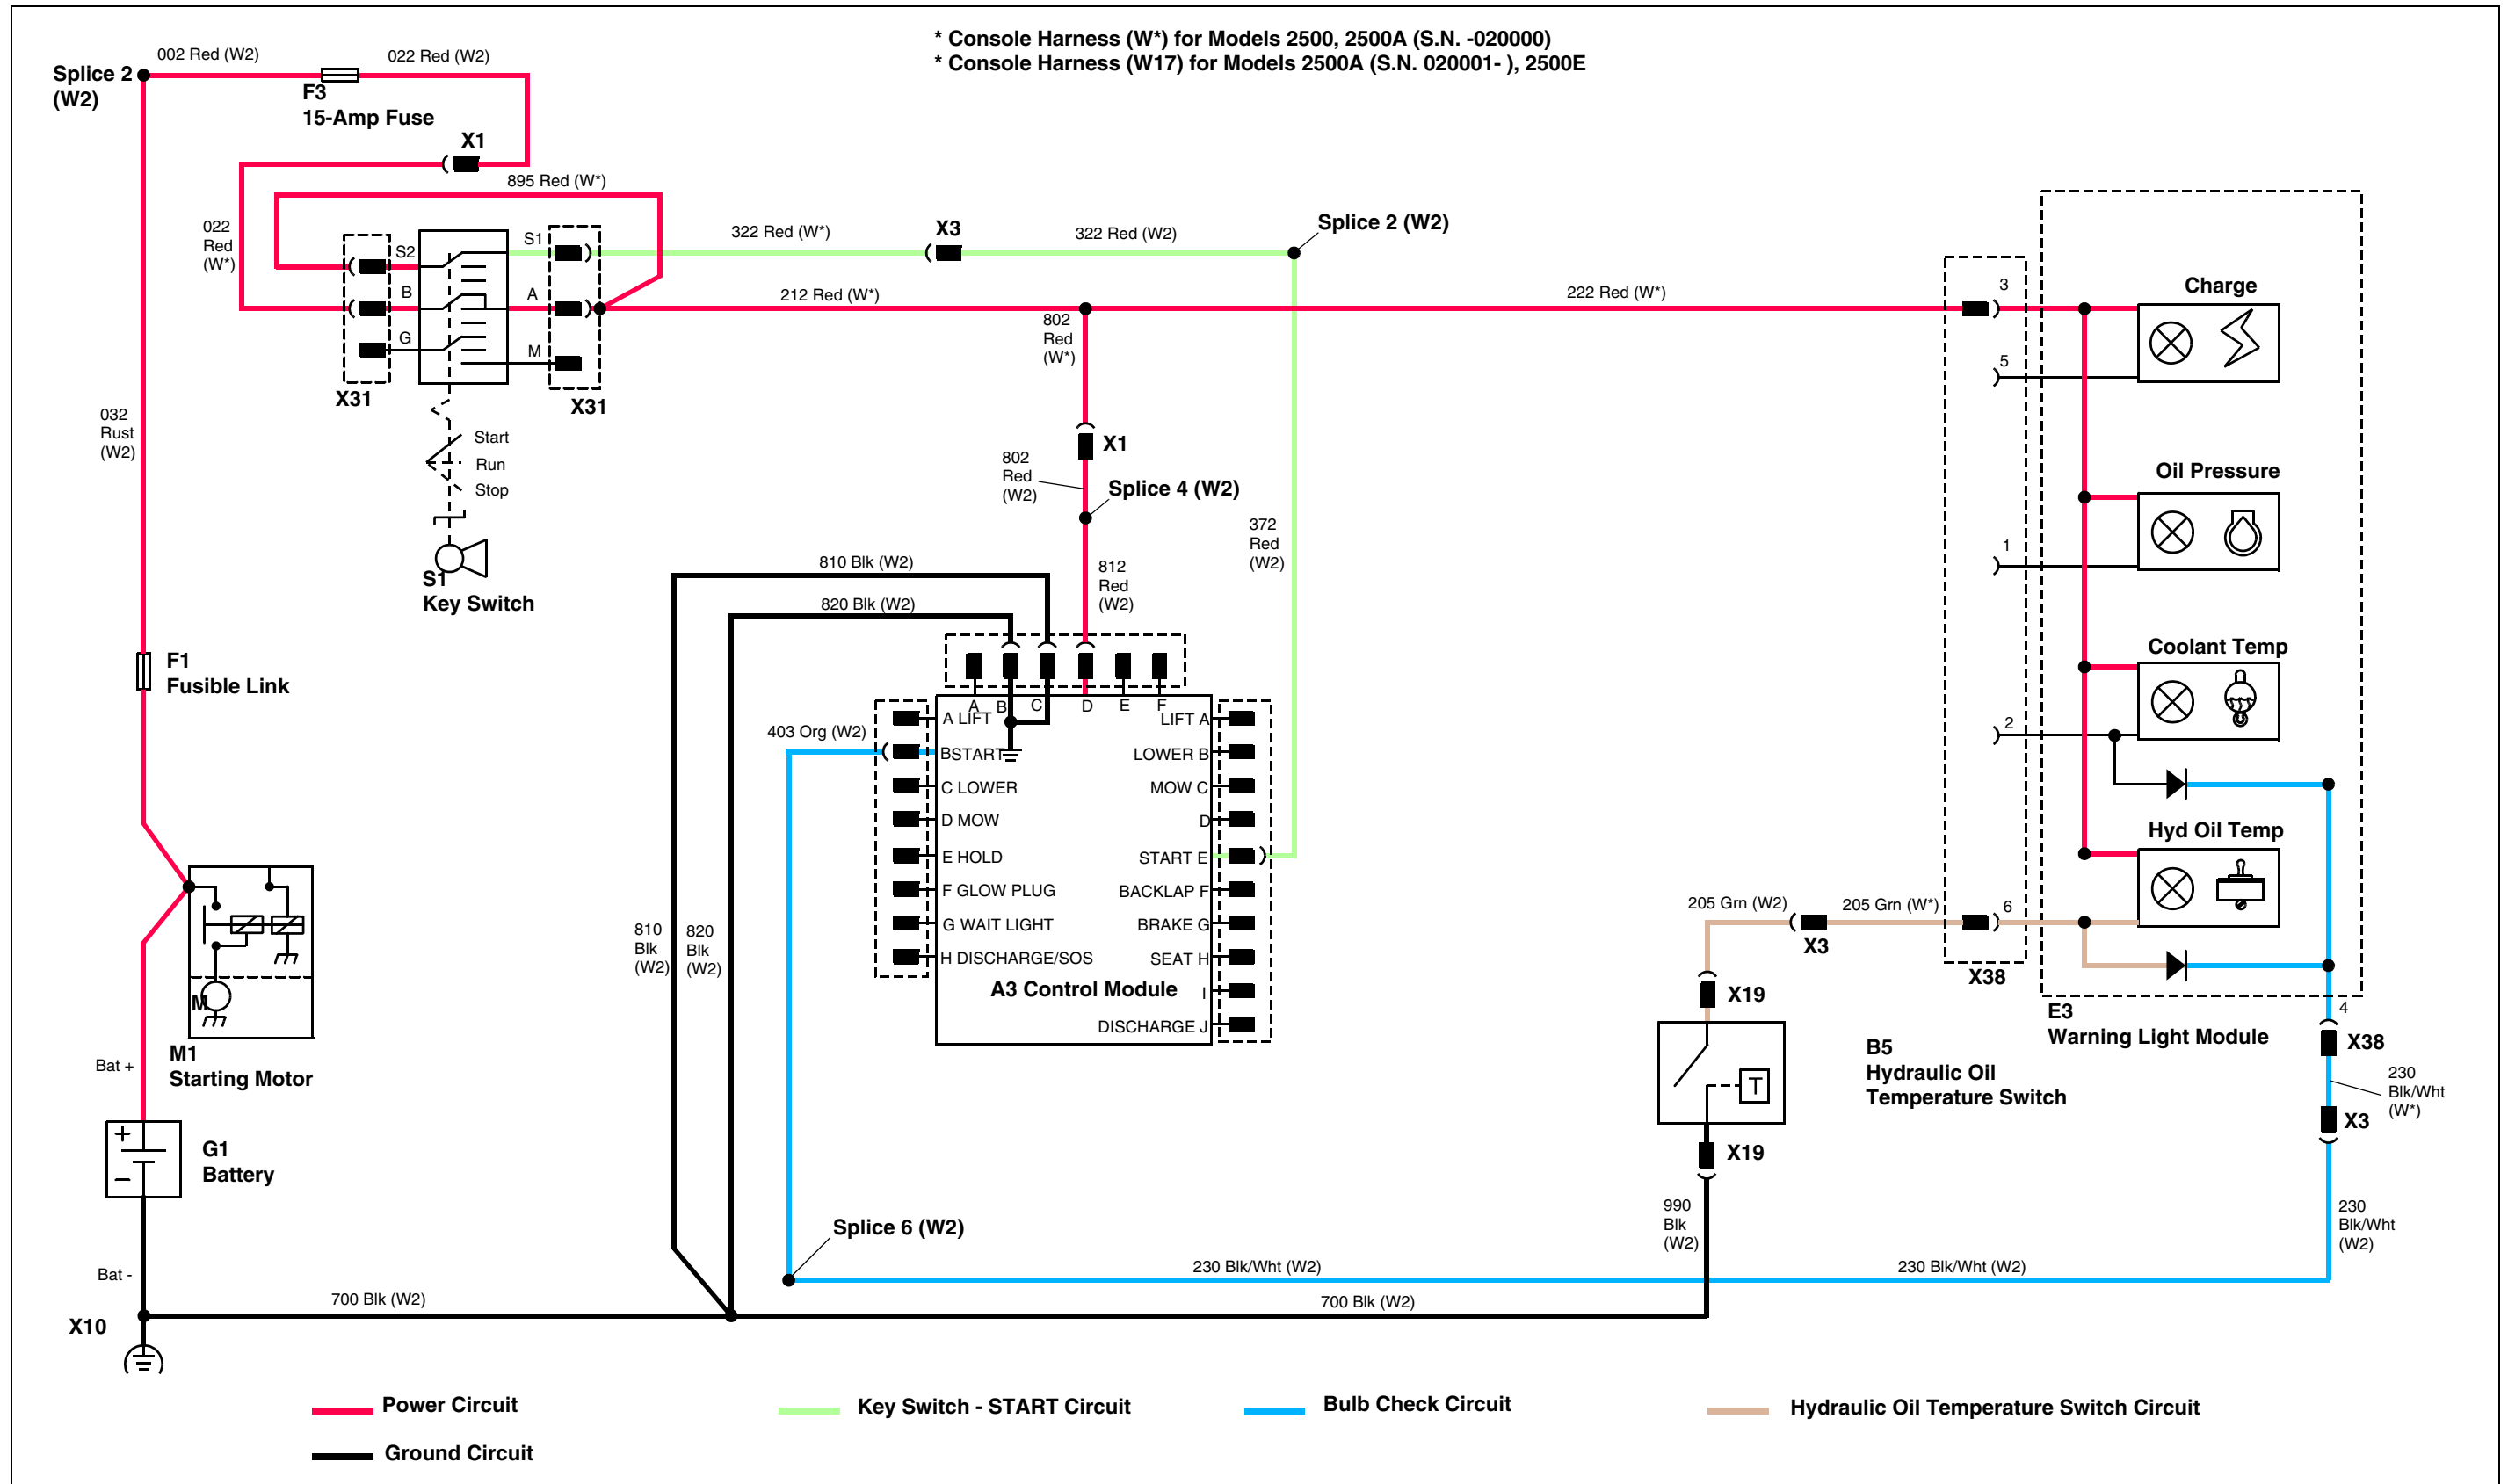 * Console Harness (W*) for Models 2500, 2500A (S.N. -020000)
* Console Harness (W17) for Models 2500A (S.N. 020001- ), 2500E
Splice 2
(W2)
002 Red (W2)
022 Red (W2)
F3
15-Amp Fuse
X1
895 Red (W*)
022
Red
(W*)
S2
B
G
S1
A
M
X31
X31
322 Red (W*)
X3
322 Red (W2)
Splice 2 (W2)
212 Red (W*)
222 Red (W*)
802
Red
(W*)
X1
802
Red
(W2)
Splice 4 (W2)
372
Red
(W2)
812
Red
(W2)
Start
Run
Stop
S1
Key Switch
032
Rust
(W2)
F1
Fusible Link
810 Blk (W2)
820 Blk (W2)
A
B
C
D
E
F
403 Org (W2)
A LIFT
BSTART
C LOWER
D MOW
E HOLD
F GLOW PLUG
G WAIT LIGHT
H DISCHARGE/SOS
LIFT A
LOWER B
MOW C
D
START E
BACKLAP F
BRAKE G
SEAT H
I
DISCHARGE J
A3 Control Module
810
Blk
(W2)
820
Blk
(W2)
M
M1
Starting Motor
Bat +
+
−
G1
Battery
Bat -
X10
700 Blk (W2)
Splice 6 (W2)
230 Blk/Wht (W2)
230 Blk/Wht (W2)
700 Blk (W2)
3
5
1
2
6
Charge
Oil Pressure
Coolant Temp
Hyd Oil Temp
205 Grn (W2)
X3
205 Grn (W*)
X38
X19
T
B5
Hydraulic Oil
Temperature Switch
X19
990
Blk
(W2)
E3
Warning Light Module
4
X38
230
Blk/Wht
(W*)
X3
230
Blk/Wht
(W2)
Power Circuit
Key Switch - START Circuit
Bulb Check Circuit
Hydraulic Oil Temperature Switch Circuit
Ground Circuit